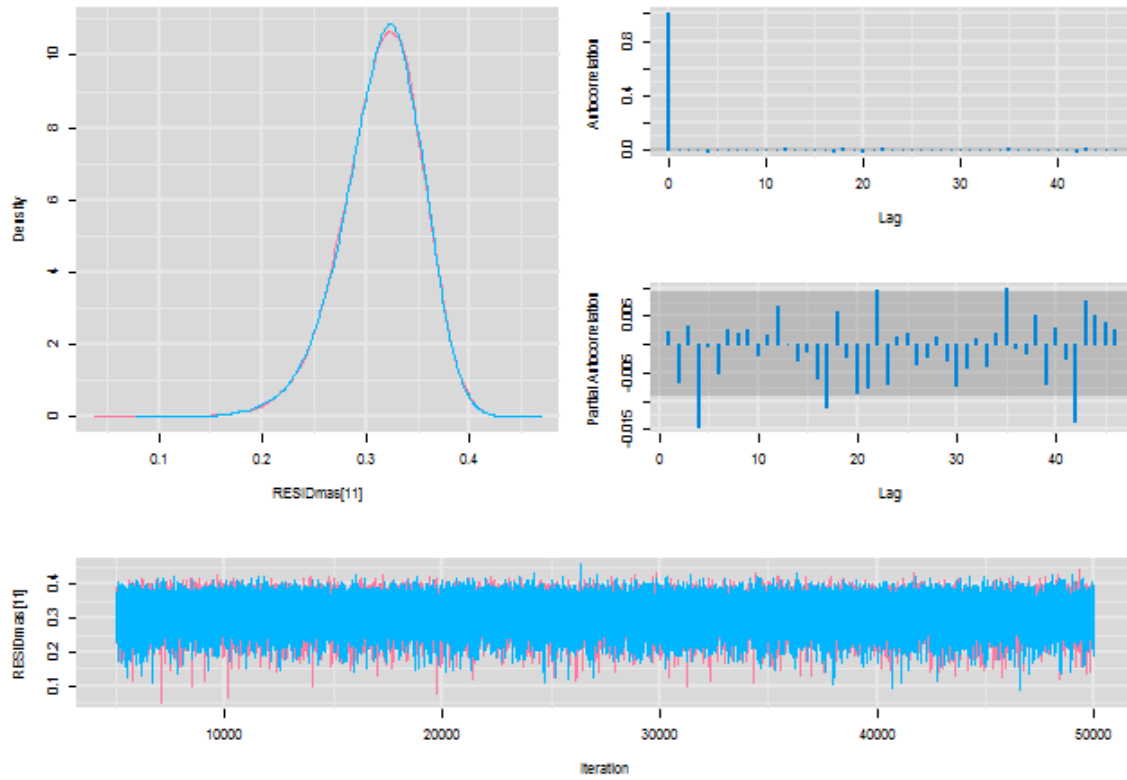 10
8
6
4
2
0
Density
0.1 0.2 0.3 0.4
RESIDmas[11]
0.8
0.4
0.0
Autocorrelation
0 10 20 30 40
Lag
0.005
-0.005
-0.015
Partial Autocorrelation
0 10 20 30 40
Lag
0.4
0.3
0.2
0.1
RESIDmas[11]
10000 20000 30000 40000 50000
Iteration